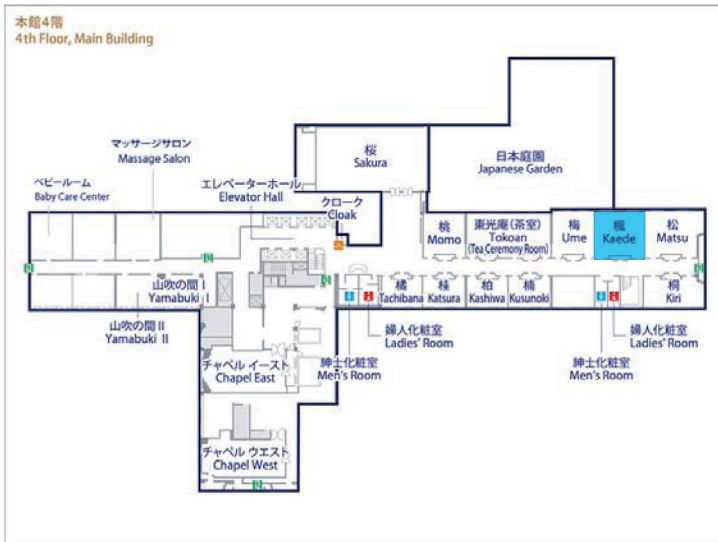 本館4階
4th Floor, Main Building
マッサージサロン
Massage Salon
ベビールーム
Baby Care Center
エレベーターホール
Elevator Hall
クローク
Cloak
桜
Sakura
日本庭園
Japanese Garden
桃
Momo
東光庵(茶室)
Tokoan
(Tea Ceremony Room)
梅
Ume
楓
Kaede
松
Matsu
山吹の間 I
Yamabuki I
山吹の間 II
Yamabuki II
橘
Tachibana
桂
Katsura
柏
Kashiwa
楠
Kusunoki
桐
Kiri
婦人化粧室
Ladies' Room
紳士化粧室
Men's Room
婦人化粧室
Ladies' Room
紳士化粧室
Men's Room
チャペル イースト
Chapel East
チャペル ウエスト
Chapel West